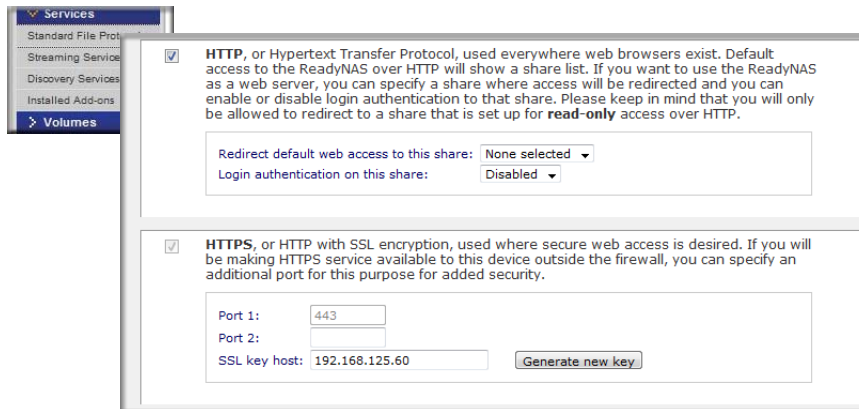 Services
Standard File Prot
Streaming Service
Discovery Services
Installed Add-ons
Volumes
HTTP, or Hypertext Transfer Protocol, used everywhere web browsers exist. Default
access to the ReadyNAS over HTTP will show a share list. If you want to use the ReadyNAS
as a web server, you can specify a share where access will be redirected and you can
enable or disable login authentication to that share. Please keep in mind that you will only
be allowed to redirect to a share that is set up for read-only access over HTTP.
Redirect default web access to this share: None selected
Login authentication on this share: Disabled
HTTPS, or HTTP with SSL encryption, used where secure web access is desired. If you will
be making HTTPS service available to this device outside the firewall, you can specify an
additional port for this purpose for added security.
Port 1: 443
Port 2:
SSL key host: 192.168.125.60 Generate new key